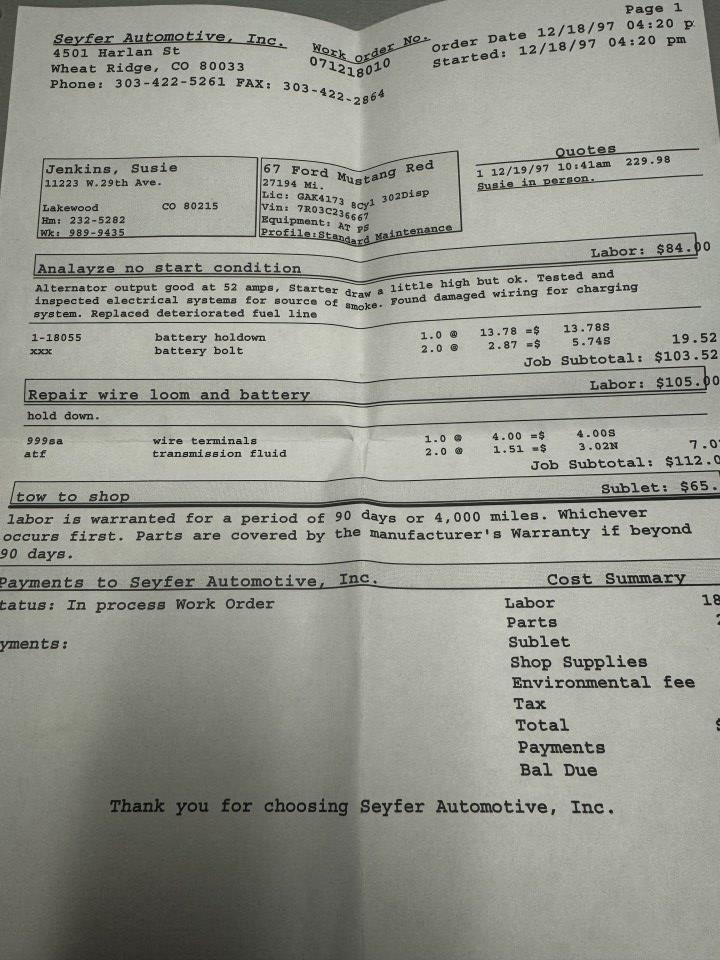 Page 1
Seyfer Automotive, Inc. Work Order No. Order Date 12/18/97 04:20 p
4501 Harlan St 071218010 Started: 12/18/97 04:20 pm
Wheat Ridge, CO 80033
Phone: 303-422-5261 FAX: 303-422-2864
Quotes
1 12/19/97 10:41am 229.98
Susie in person.
Jenkins, Susie
11223 W.29th Ave.
Lakewood CO 80215
Hm: 232-5282
Wk: 989-9435
67 Ford Mustang Red
27194 Mi.
Lic: GAK4173 8Cyl 302Disp
Vin: 7R03C236667
Equipment: AT PS
Profile:Standard Maintenance
Analayze no start condition Labor: $84.00
Alternator output good at 52 amps, Starter draw a little high but ok. Tested and
inspected electrical systems for source of smoke. Found damaged wiring for charging
system. Replaced deteriorated fuel line
1-18055 battery holdown 1.0 @ 13.78 =$ 13.78S
xxx battery bolt 2.0 @ 2.87 =$ 5.74S 19.52
Job Subtotal: $103.52
Repair wire loom and battery Labor: $105.00
hold down.
999sa wire terminals 1.0 @ 4.00 =$ 4.00S
atf transmission fluid 2.0 @ 1.51 =$ 3.02N 7.0
Job Subtotal: $112.0
tow to shop Sublet: $65.
labor is warranted for a period of 90 days or 4,000 miles. Whichever
occurs first. Parts are covered by the manufacturer's Warranty if beyond
90 days.
Payments to Seyfer Automotive, Inc. Cost Summary
tatus: In process Work Order Labor 18
Parts 2
yments: Sublet
Shop Supplies
Environmental fee
Tax
Total $
Payments
Bal Due
Thank you for choosing Seyfer Automotive, Inc.